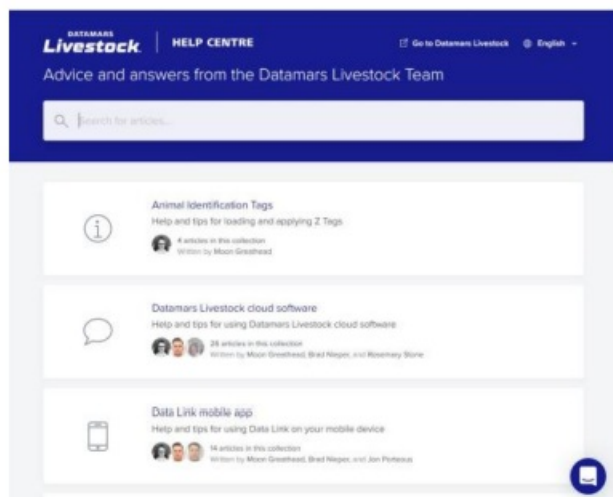 DATAMARS
Livestock HELP CENTRE Go to Datamars Livestock English
Advice and answers from the Datamars Livestock Team
Search for articles...
Animal Identification Tags
Help and tips for loading and applying Z Tags
4 articles in this collection
Written by Moon Greathead
Datamars Livestock cloud software
Help and tips for using Datamars Livestock cloud software
26 articles in this collection
Written by Moon Greathead, Brad Nieper, and Rosemary Stone
Data Link mobile app
Help and tips for using Data Link on your mobile device
14 articles in this collection
Written by Moon Greathead, Brad Nieper, and Jon Porteous